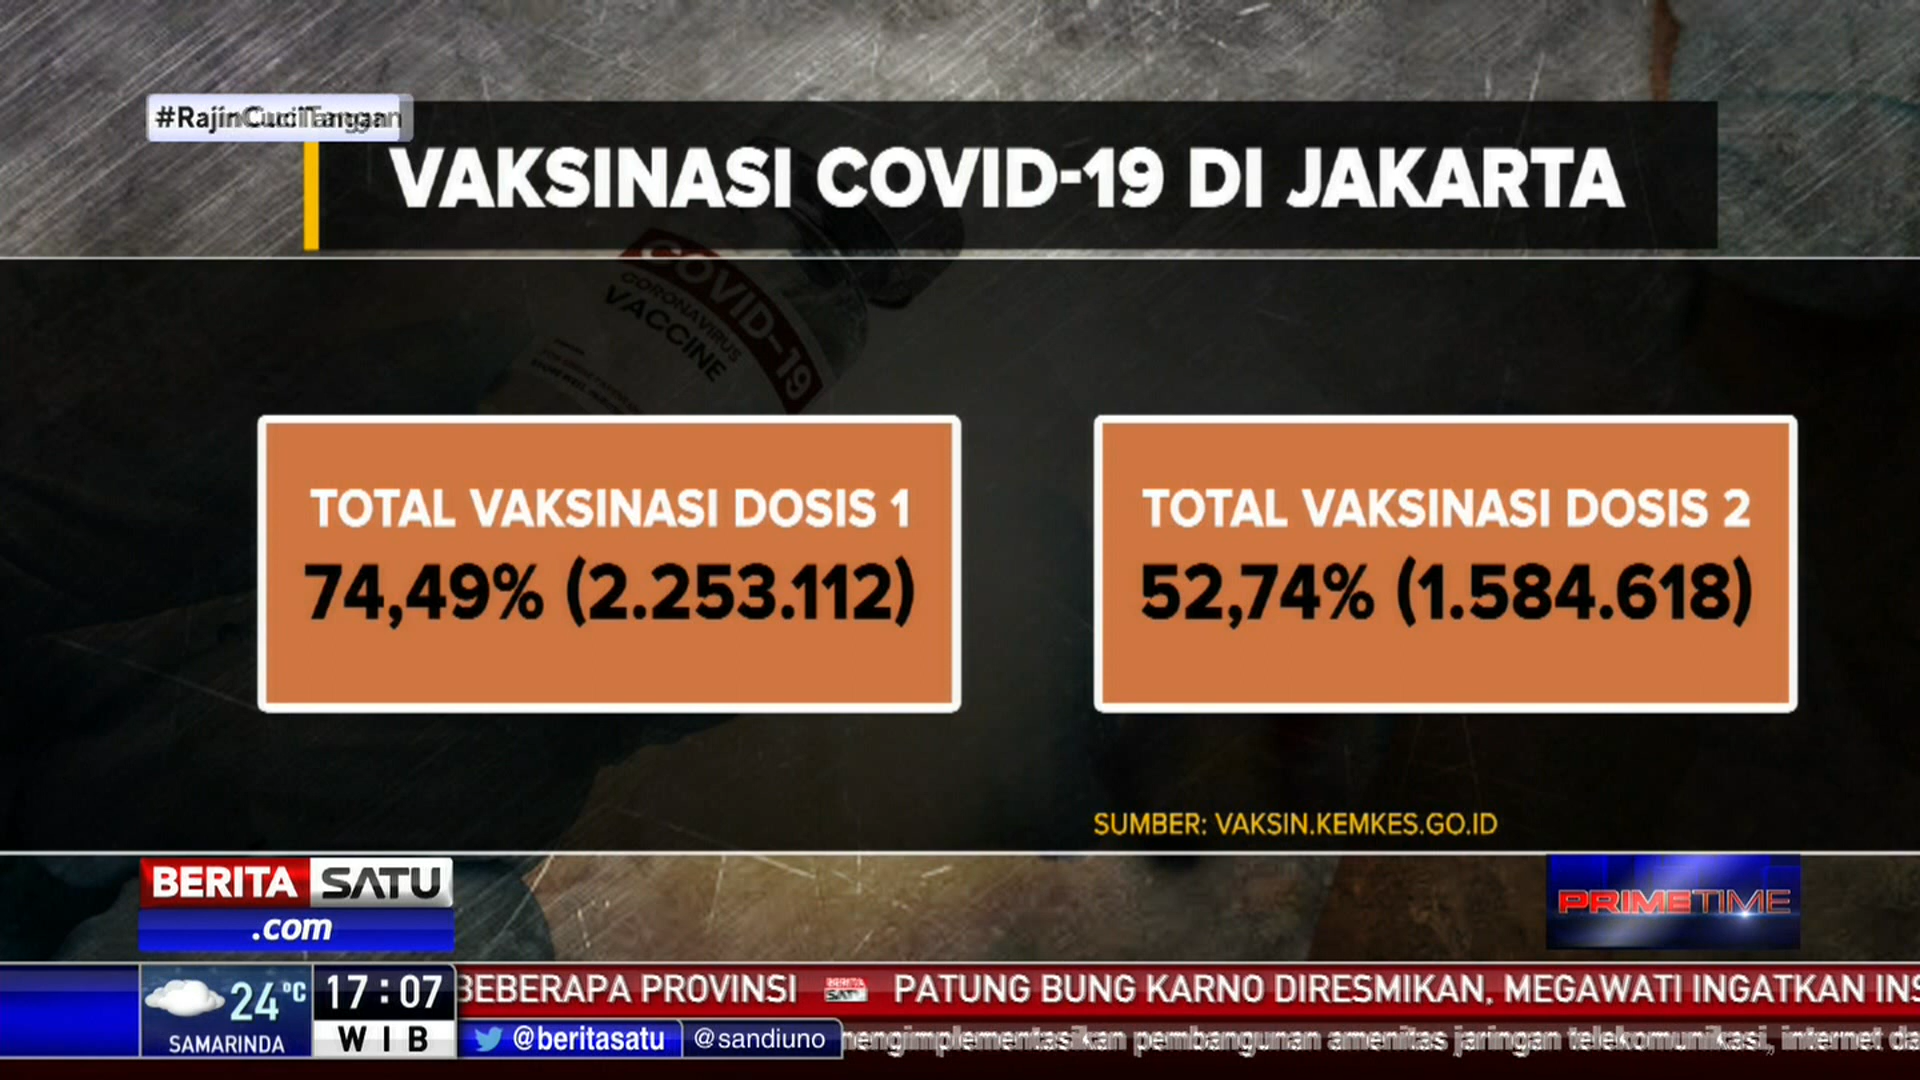 #RajinCuciTangan
VAKSINASI COVID-19 DI JAKARTA
COVID-19
CORONAVIRUS
VACCINE
TOTAL VAKSINASI DOSIS 1
74,49% (2.253.112)
TOTAL VAKSINASI DOSIS 2
52,74% (1.584.618)
SUMBER: VAKSIN.KEMKES.GO.ID
BERITA SATU
.com
PRIMETIME
24°C
SAMARINDA
17:07
WIB
BEBERAPA PROVINSI BERITA SATU PATUNG BUNG KARNO DIRESMIKAN, MEGAWATI INGATKAN INS
@beritasatu @sandiuno mengimplementasikan pembangunan amenitas jaringan telekomunikasi, internet da